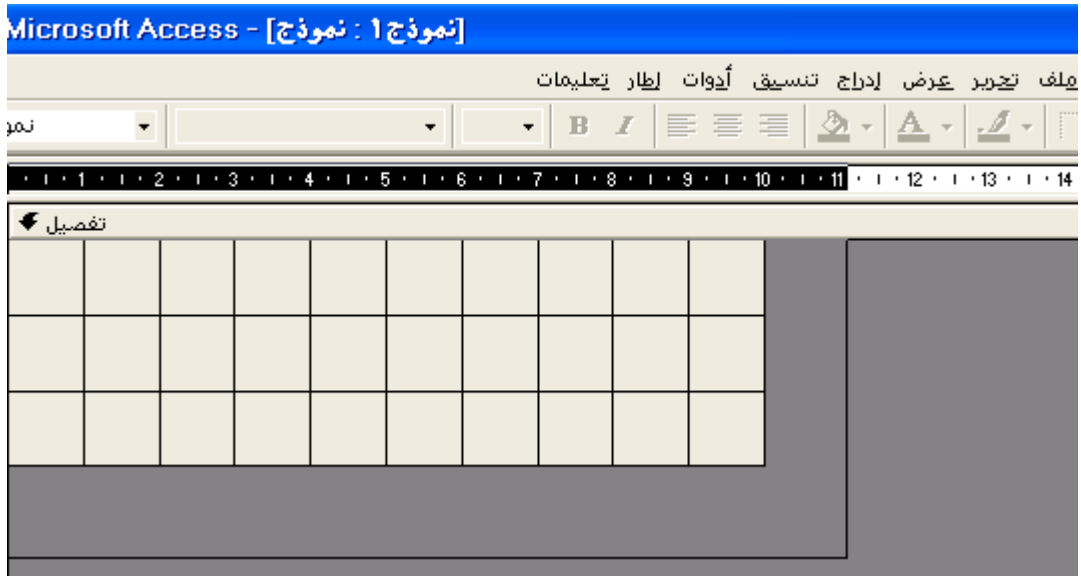 Microsoft Access - [نموذج١ : نموذج]
ملف تحرير عرض إدراج تنسيق أدوات إطار تعليمات
B I A
1 2 3 4 5 6 7 8 9 10 11 12 13 14
تفصيل